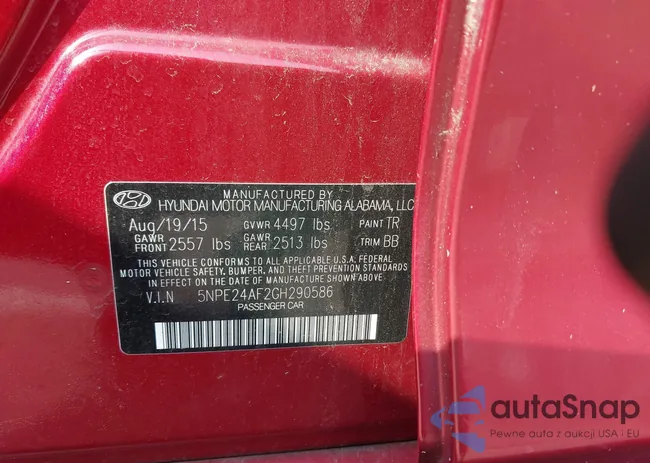 MANUFACTURED BY
HYUNDAI MOTOR MANUFACTURING ALABAMA, LLC
Aug/19/15 GVWR 4497 lbs. PAINT TR
GAWR FRONT 2557 lbs GAWR REAR 2513 lbs TRIM BB
THIS VEHICLE CONFORMS TO ALL APPLICABLE U.S.A. FEDERAL
MOTOR VEHICLE SAFETY, BUMPER, AND THEFT PREVENTION STANDARDS
IN EFFECT ON THE DATE OF MANUFACTURE SHOWN ABOVE.
V.I.N 5NPE24AF2GH290586
PASSENGER CAR
autaSnap
Pewne auta z aukcji USA i EU